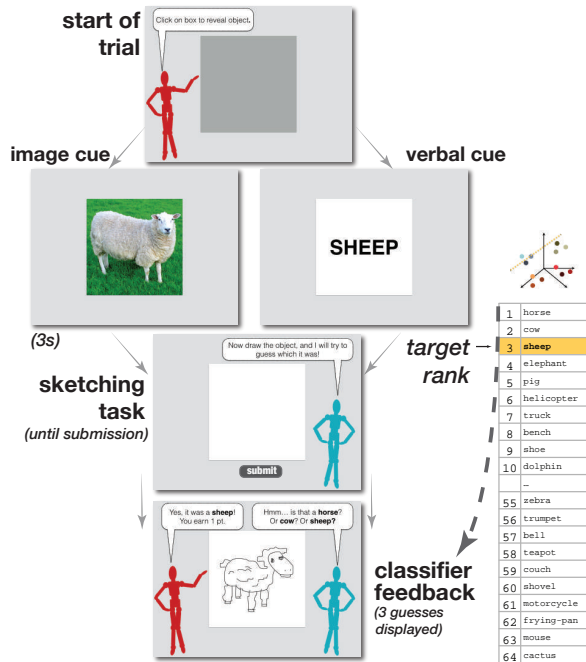 start of
trial
Click on box to reveal object.
image cue
verbal cue
SHEEP
(3s)
Now draw the object, and I will try to
guess which it was!
sketching
task
(until submission)
submit
target
rank
1 horse
2 cow
3 sheep
4 elephant
5 pig
6 helicopter
7 truck
8 bench
9 shoe
10 dolphin
…
55 zebra
56 trumpet
57 bell
58 teapot
59 couch
60 shovel
61 motorcycle
62 frying-pan
63 mouse
64 cactus
Yes, it was a sheep!
You earn 1 pt.
Hmm... is that a horse?
Or cow? Or sheep?
classifier
feedback
(3 guesses
displayed)